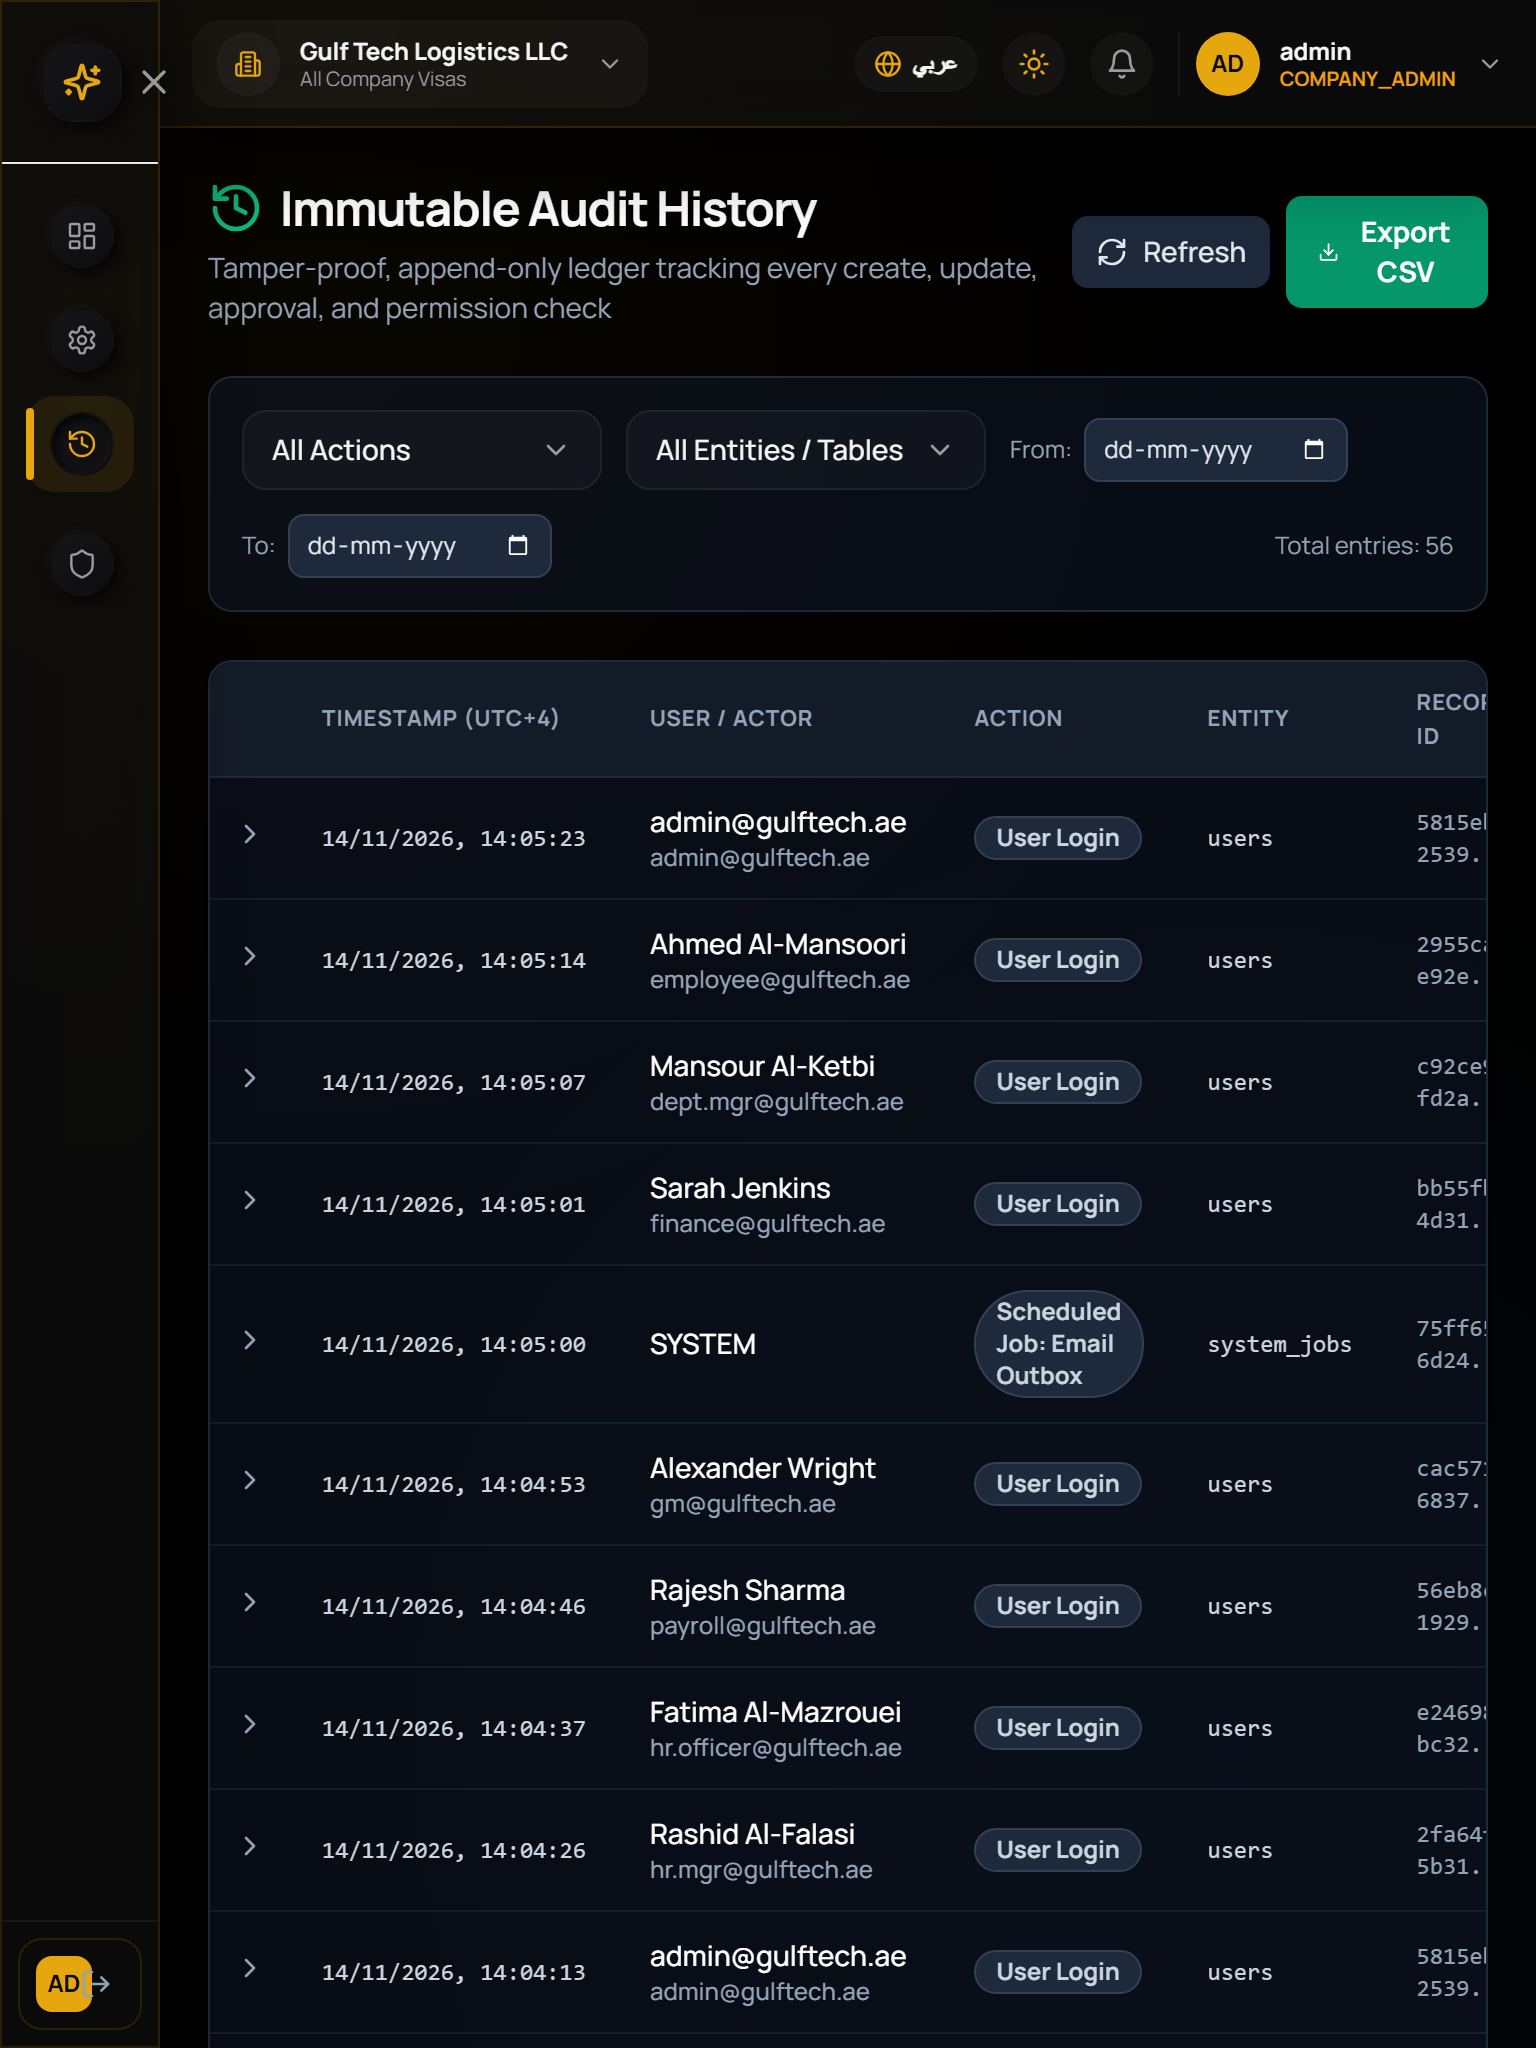 Gulf Tech Logistics LLC
All Company Visas
عربي
AD
admin
COMPANY_ADMIN
Immutable Audit History
Tamper-proof, append-only ledger tracking every create, update,
approval, and permission check
Refresh
Export
CSV
All Actions
All Entities / Tables
From:
dd-mm-yyyy
To:
dd-mm-yyyy
Total entries: 56
TIMESTAMP (UTC+4)
USER / ACTOR
ACTION
ENTITY
ID
14/11/2026, 14:05:23
admin@gulftech.ae
admin@gulftech.ae
User Login
users
2539.
14/11/2026, 14:05:14
Ahmed Al-Mansoori
employee@gulftech.ae
User Login
users
e92e.
14/11/2026, 14:05:07
Mansour Al-Ketbi
dept.mgr@gulftech.ae
User Login
users
fd2a.
14/11/2026, 14:05:01
Sarah Jenkins
finance@gulftech.ae
User Login
users
4d31.
14/11/2026, 14:05:00
SYSTEM
Scheduled
Job: Email
Outbox
system_jobs
6d24.
14/11/2026, 14:04:53
Alexander Wright
gm@gulftech.ae
User Login
users
6837.
14/11/2026, 14:04:46
Rajesh Sharma
payroll@gulftech.ae
User Login
users
1929.
14/11/2026, 14:04:37
Fatima Al-Mazrouei
hr.officer@gulftech.ae
User Login
users
bc32.
14/11/2026, 14:04:26
Rashid Al-Falasi
hr.mgr@gulftech.ae
User Login
users
5b31.
14/11/2026, 14:04:13
admin@gulftech.ae
admin@gulftech.ae
User Login
users
2539.
AD